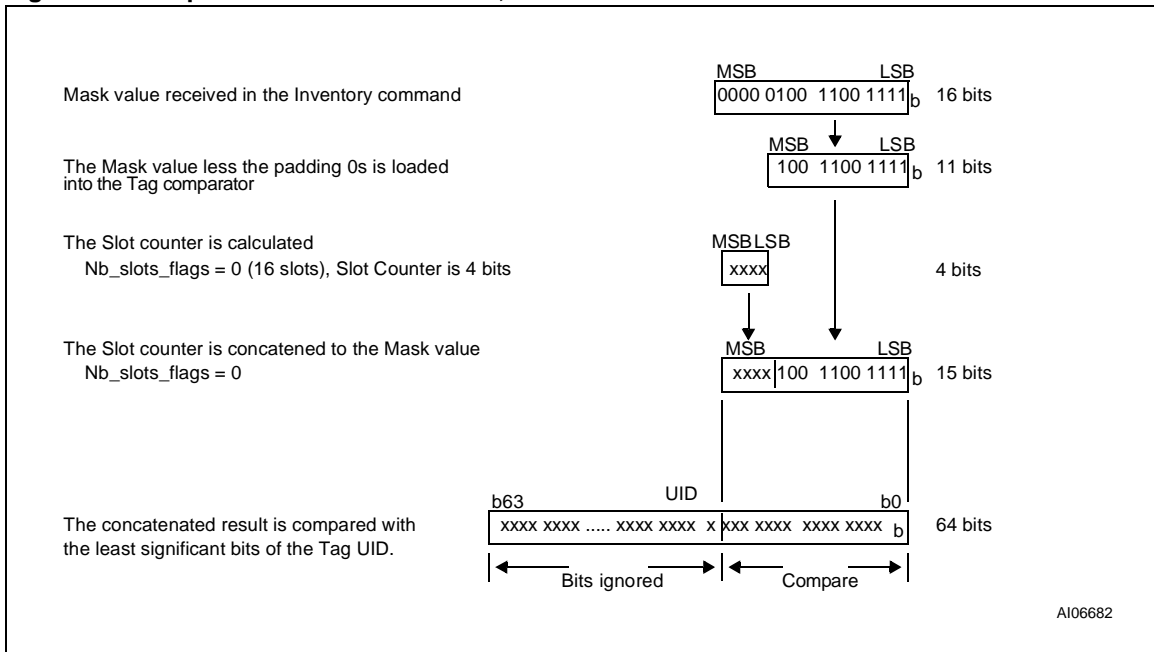 MSB LSB
Mask value received in the Inventory command 0000 0100 1100 1111 b 16 bits
MSB LSB
The Mask value less the padding 0s is loaded
into the Tag comparator
100 1100 1111 b 11 bits
The Slot counter is calculated
MSB LSB
Nb_slots_flags = 0 (16 slots), Slot Counter is 4 bits xxxx 4 bits
The Slot counter is concatened to the Mask value
MSB LSB
Nb_slots_flags = 0 xxxx 100 1100 1111 b 15 bits
UID
b63 b0
The concatenated result is compared with
the least significant bits of the Tag UID.
xxxx xxxx ..... xxxx xxxx x xxx xxxx xxxx xxxx b 64 bits
Bits ignored Compare
AI06682